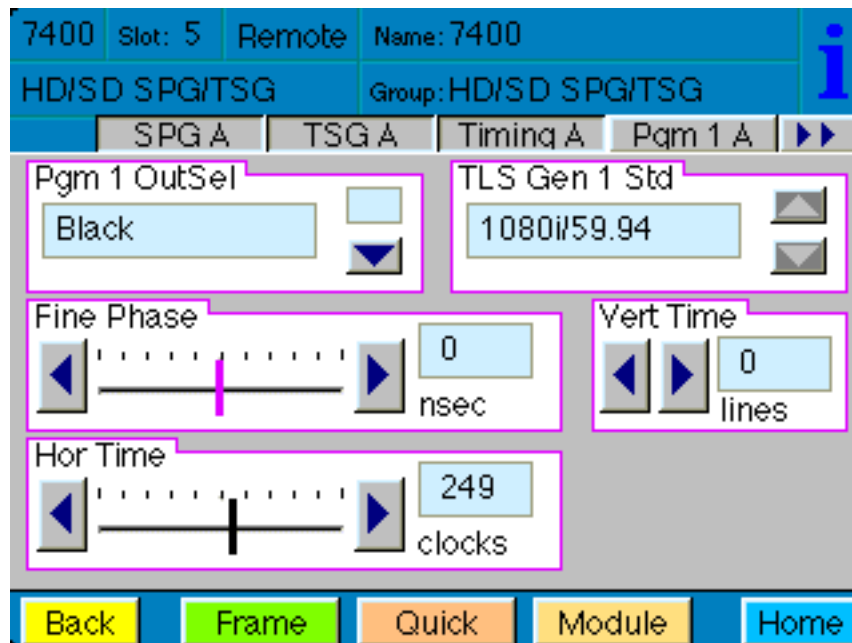 7400 Slot: 5 Remote Name: 7400
HD/SD SPG/TSG Group: HD/SD SPG/TSG
i
SPG A TSG A Timing A Pgm 1 A
Pgm 1 OutSel TLS Gen 1 Std
Black 1080i/59.94
Fine Phase Vert Time
0 0
nsec lines
Hor Time
249
clocks
Back Frame Quick Module Home